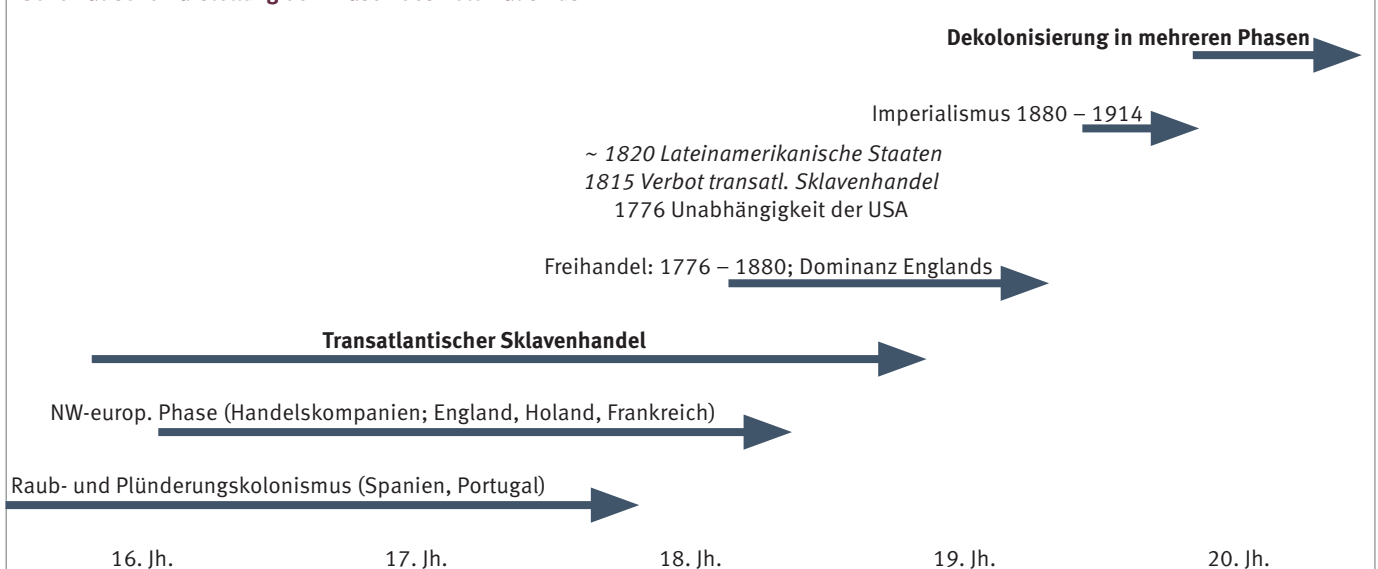 Dekolonisierung in mehreren Phasen
Imperialismus 1880 – 1914
~ 1820 Lateinamerikanische Staaten
1815 Verbot transatl. Sklavenhandel
1776 Unabhängigkeit der USA
Freihandel: 1776 – 1880; Dominanz Englands
Transatlantischer Sklavenhandel
NW-europ. Phase (Handelskompanien; England, Holand, Frankreich)
Raub- und Plünderungskolonismus (Spanien, Portugal)
16. Jh. 17. Jh. 18. Jh. 19. Jh. 20. Jh.